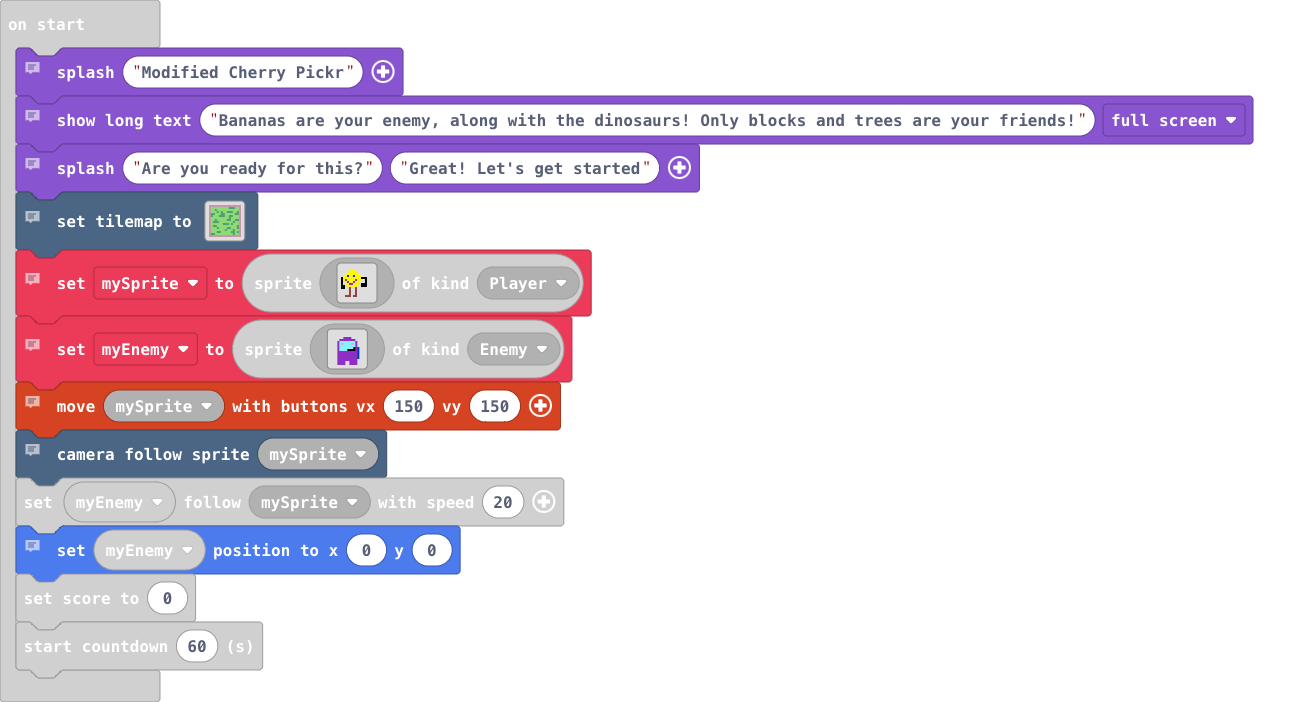 on start
splash "Modified Cherry Pickr"
show long text "Bananas are your enemy, along with the dinosaurs! Only blocks and trees are your friends!" full screen
splash "Are you ready for this?" "Great! Let's get started"
set tilemap to
set mySprite to sprite of kind Player
set myEnemy to sprite of kind Enemy
move mySprite with buttons vx 150 vy 150
camera follow sprite mySprite
set myEnemy follow mySprite with speed 20
set myEnemy position to x 0 y 0
set score to 0
start countdown 60 (s)